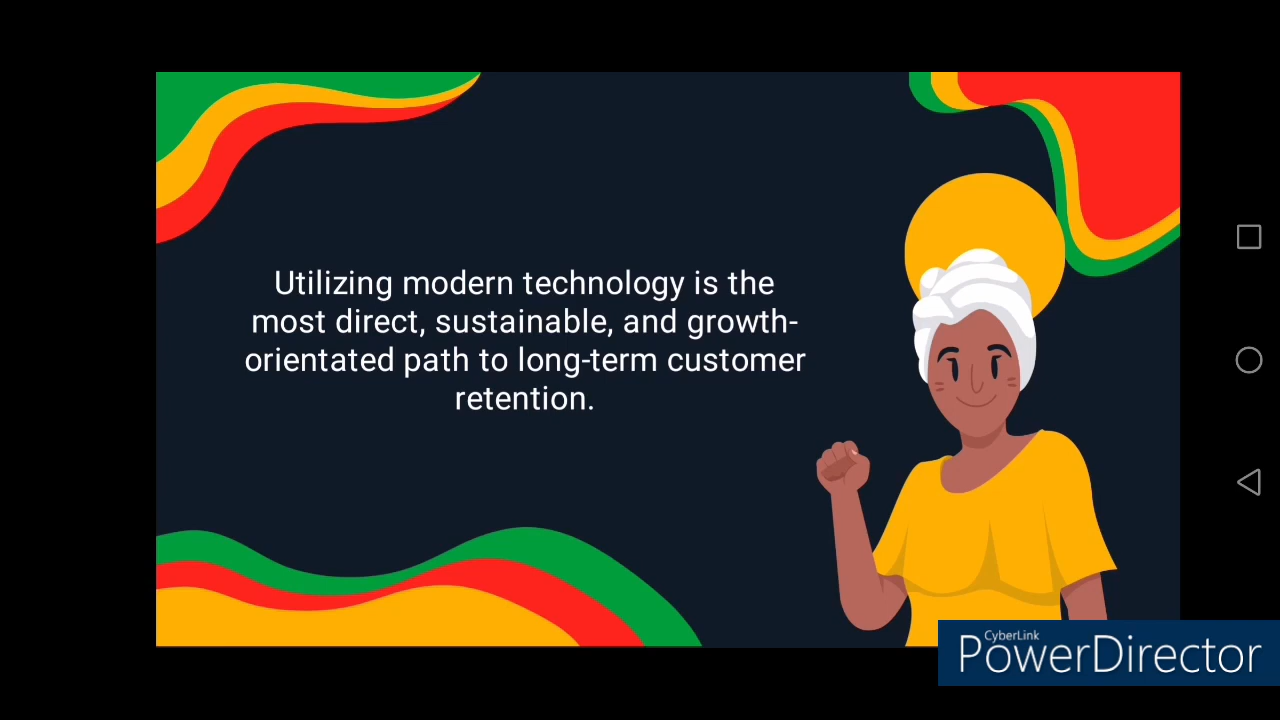 Utilizing modern technology is the
most direct, sustainable, and growth-
orientated path to long-term customer
retention.
CyberLink
PowerDirector